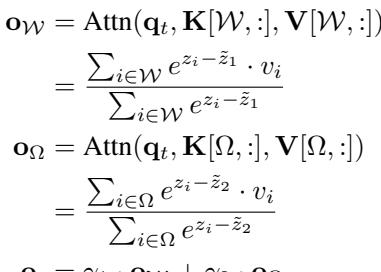 𝐨_𝒲 = Attn(𝐪_t, 𝐊[𝒲, :], 𝐕[𝒲, :])
= ∑_{i∈𝒲} e^{z_i − z̃_1} · v_i / ∑_{i∈𝒲} e^{z_i − z̃_1}
𝐨_Ω = Attn(𝐪_t, 𝐊[Ω, :], 𝐕[Ω, :])
= ∑_{i∈Ω} e^{z_i − z̃_2} · v_i / ∑_{i∈Ω} e^{z_i − z̃_2}